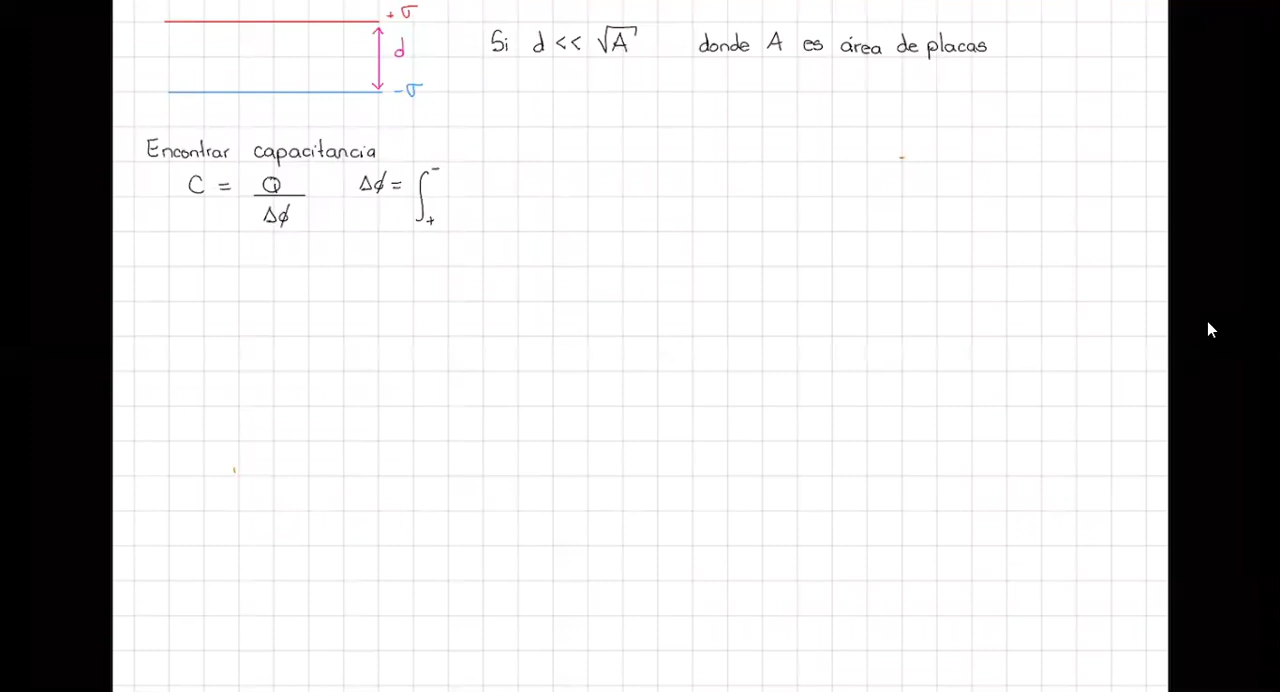 +σ
d
Si d << √A donde A es área de placas
-σ
Encontrar capacitancia
C = Q/Δϕ Δϕ = ∫₊⁻